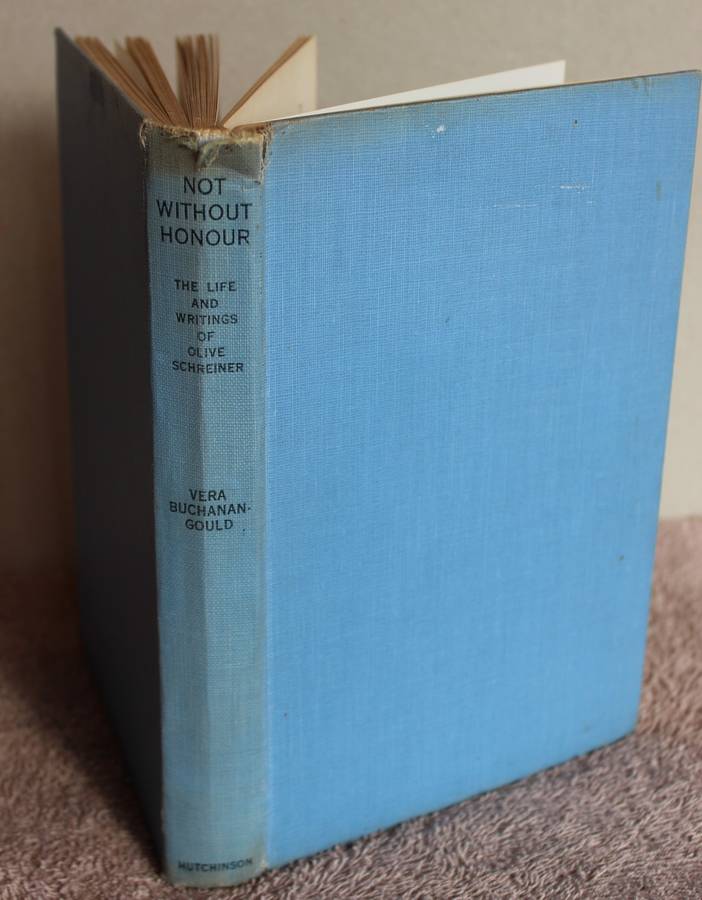 NOT
WITHOUT
HONOUR
THE LIFE
AND
WRITINGS
OF
OLIVE
SCHREINER
VERA
BUCHANAN-
GOULD
HUTCHINSON